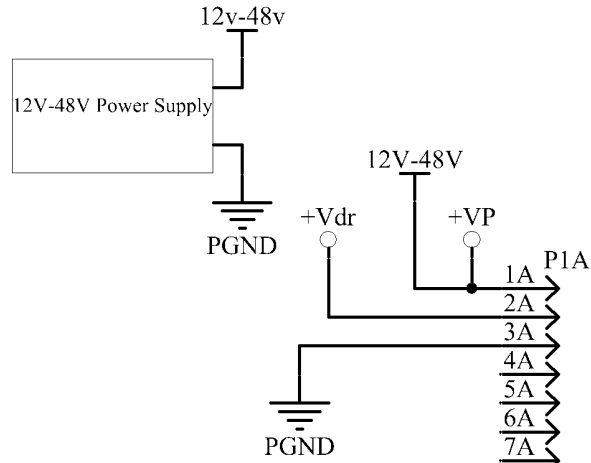 12v-48v
12V-48V Power Supply
PGND
12V-48V
+Vdr
+VP
P1A
1A
2A
3A
4A
5A
6A
7A
PGND